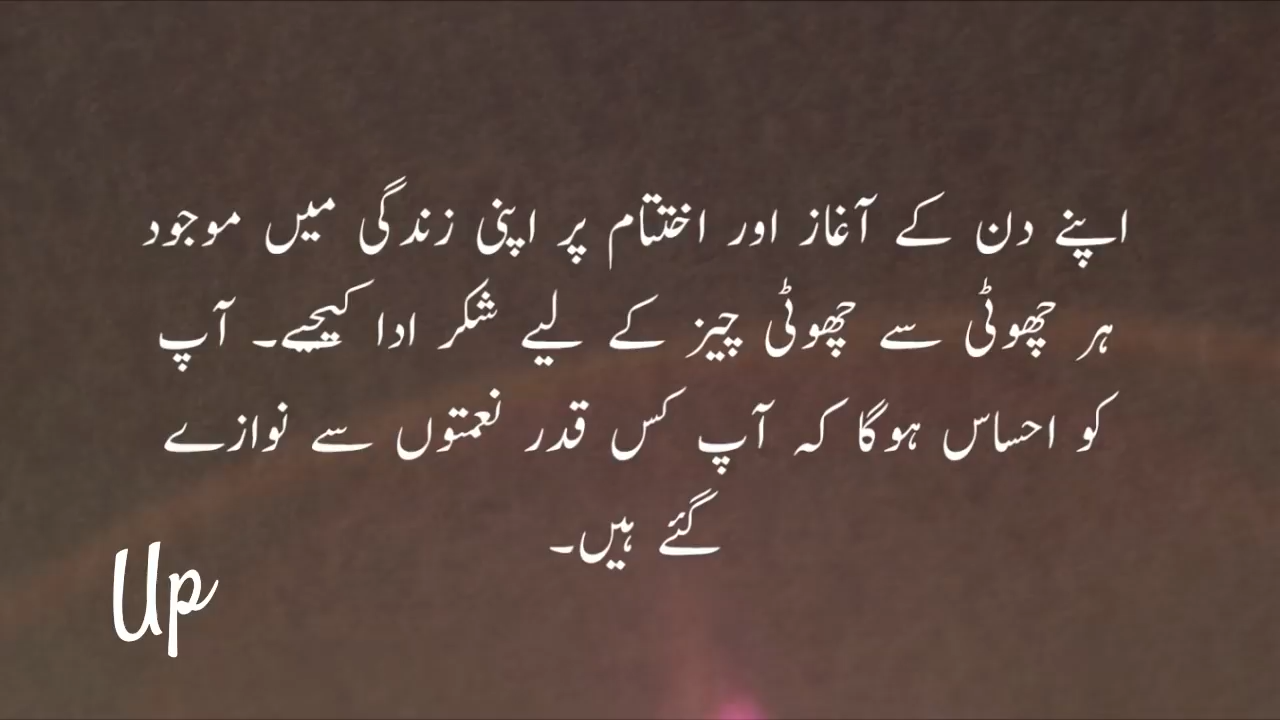 اپنے دن کے آغاز اور اختتام پر اپنی زندگی میں موجود
ہر چھوٹی سے چھوٹی چیز کے لیے شکر ادا کیجیے۔ آپ
کو احساس ہوگا کہ آپ کس قدر نعمتوں سے نوازے
گئے ہیں۔
Up